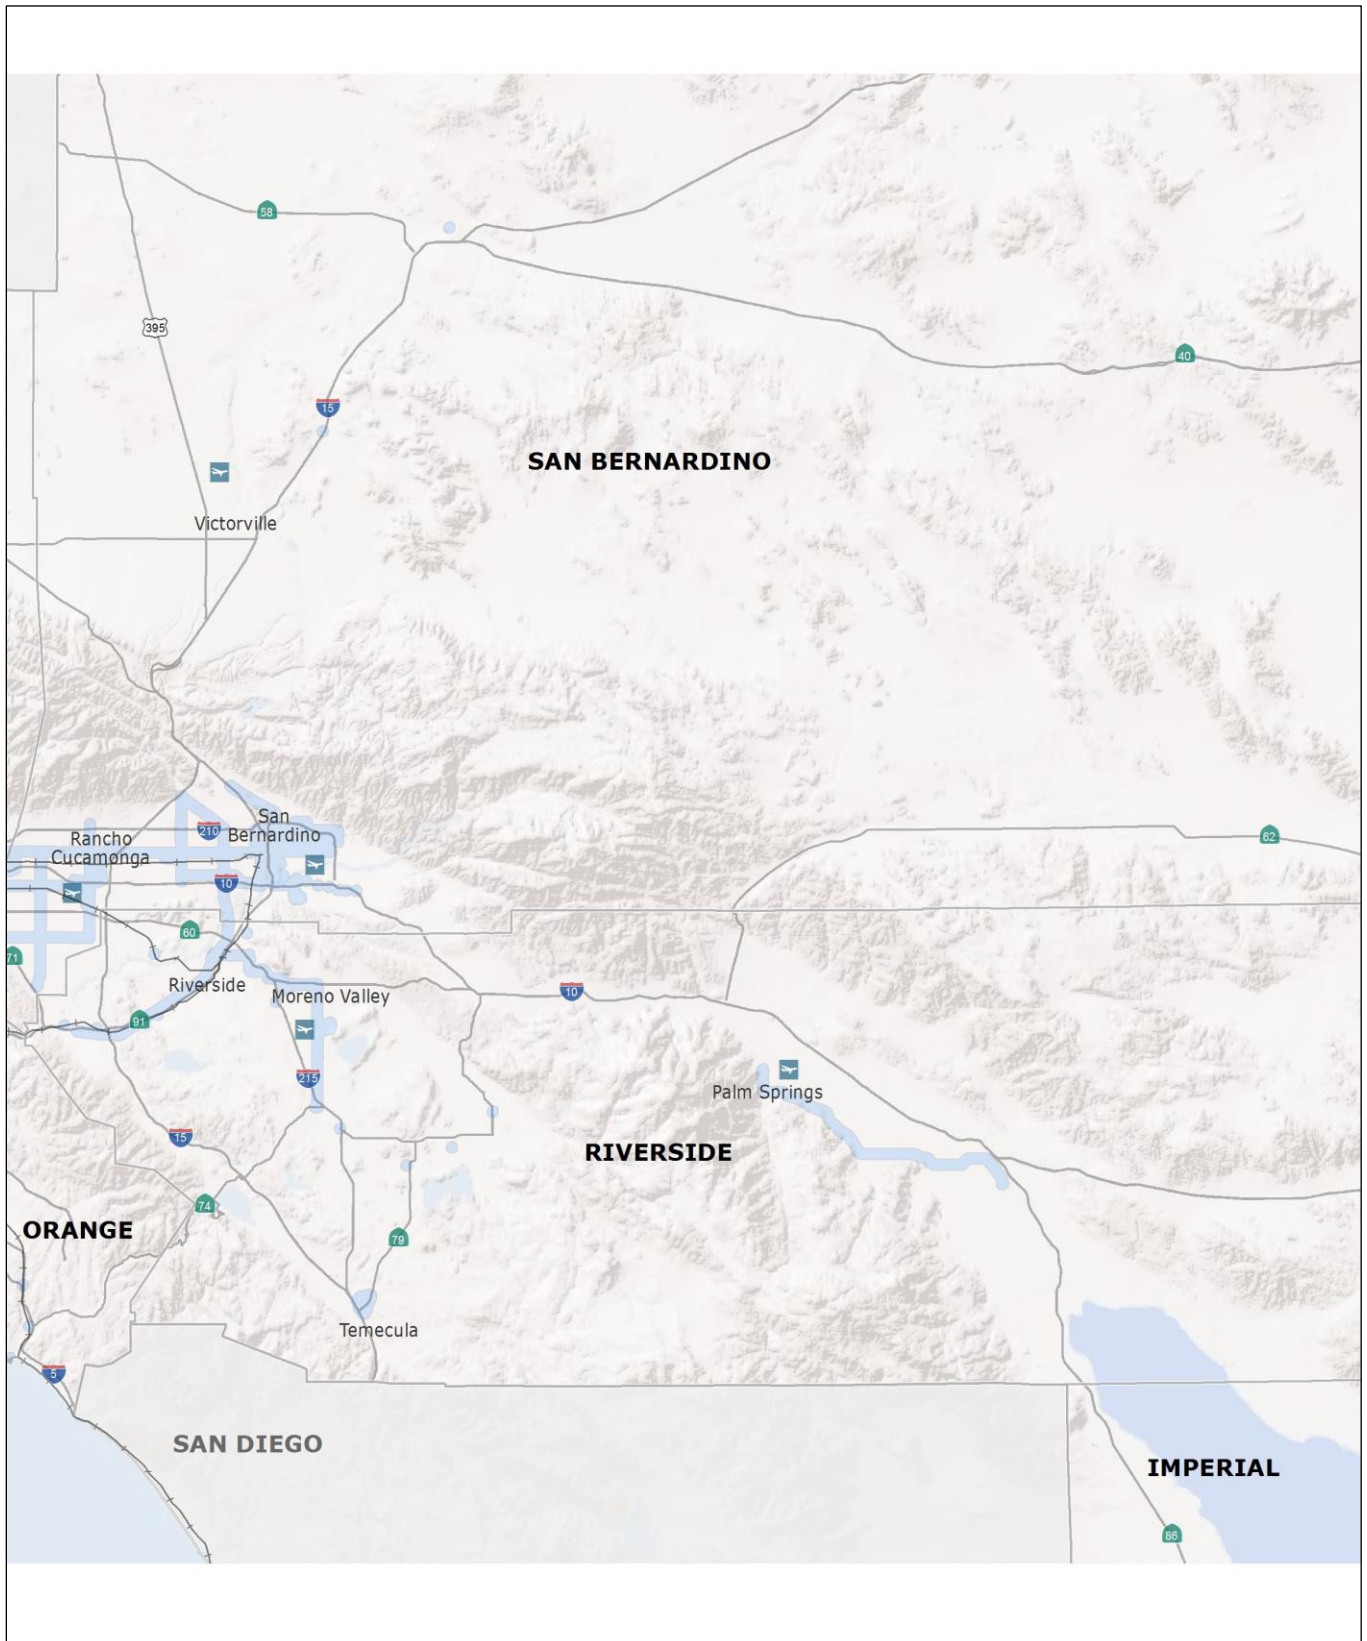 58
395
40
15
SAN BERNARDINO
Victorville
San
Bernardino
210
Rancho
Cucamonga
62
10
60
71
Riverside
Moreno Valley
10
91
215
Palm Springs
15
RIVERSIDE
74
ORANGE
79
Temecula
5
SAN DIEGO
IMPERIAL
86